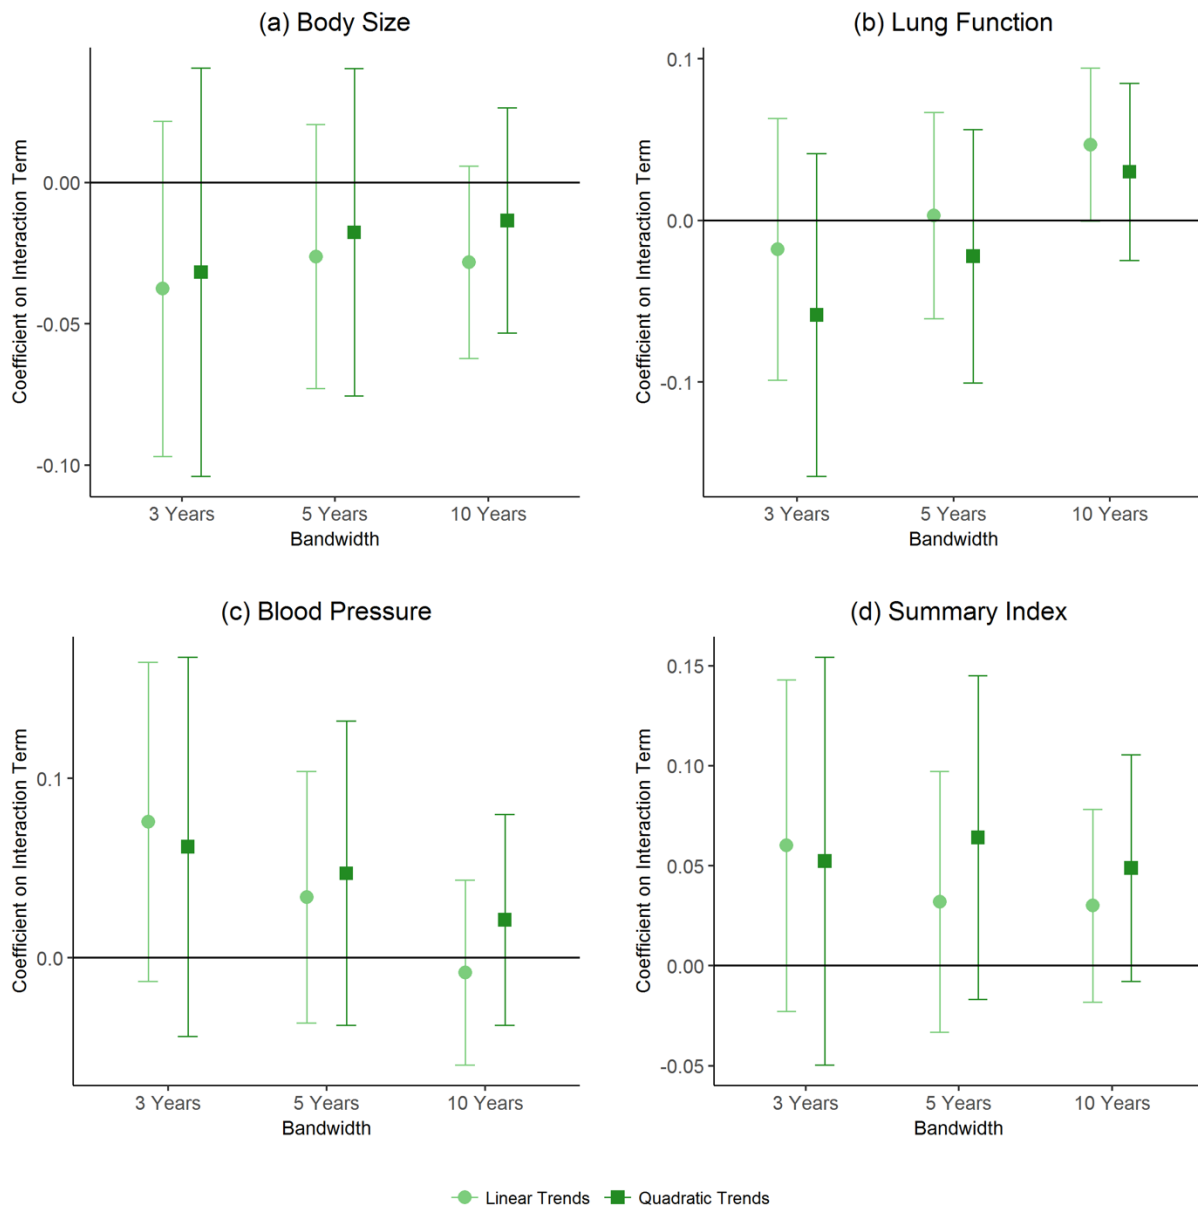 (a) Body Size
Coefficient on Interaction Term
0.00
-0.05
-0.10
3 Years
5 Years
10 Years
Bandwidth
(b) Lung Function
Coefficient on Interaction Term
0.1
0.0
-0.1
3 Years
5 Years
10 Years
Bandwidth
(c) Blood Pressure
Coefficient on Interaction Term
0.1
0.0
3 Years
5 Years
10 Years
Bandwidth
(d) Summary Index
Coefficient on Interaction Term
0.15
0.10
0.05
0.00
-0.05
3 Years
5 Years
10 Years
Bandwidth
Linear Trends
Quadratic Trends